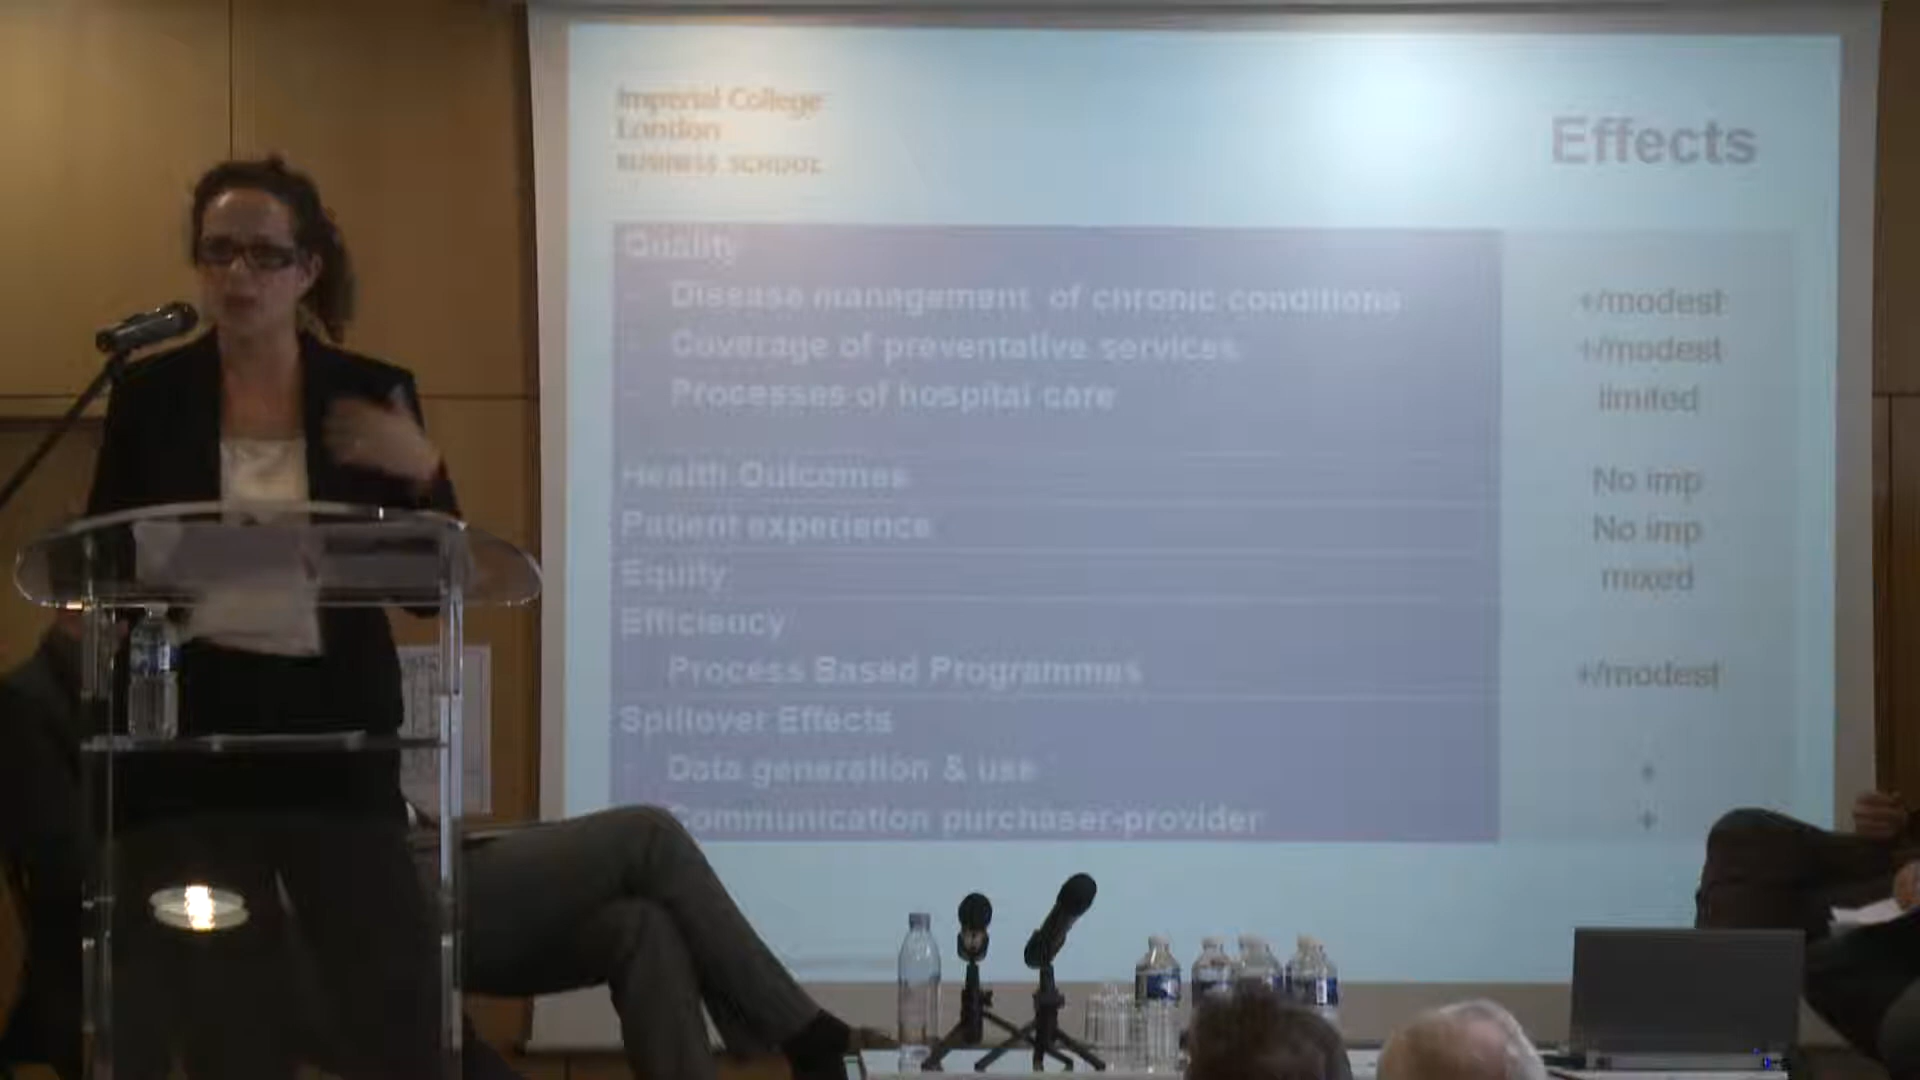 Imperial College
London
BUSINESS SCHOOL
Effects
Quality
- Disease management of chronic conditions +/modest
- Coverage of preventative services +/modest
- Processes of hospital care limited
Health Outcomes No imp
Patient experience No imp
Equity mixed
Efficiency
Process Based Programmes +/modest
Spillover Effects
- Data generation & use +
Communication purchaser-provider +